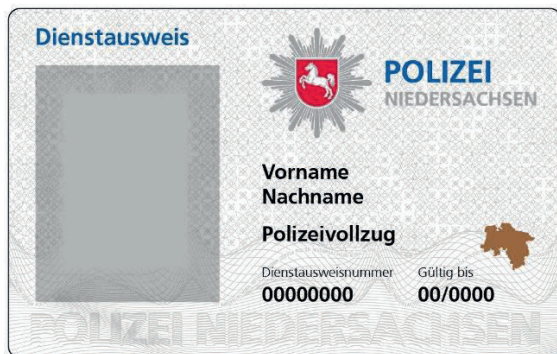 Dienstausweis
POLIZEI
NIEDERSACHSEN
Vorname
Nachname
Polizeivollzug
Dienstausweisnummer Gültig bis
00000000 00/0000
POLIZEI NIEDERSACHSEN